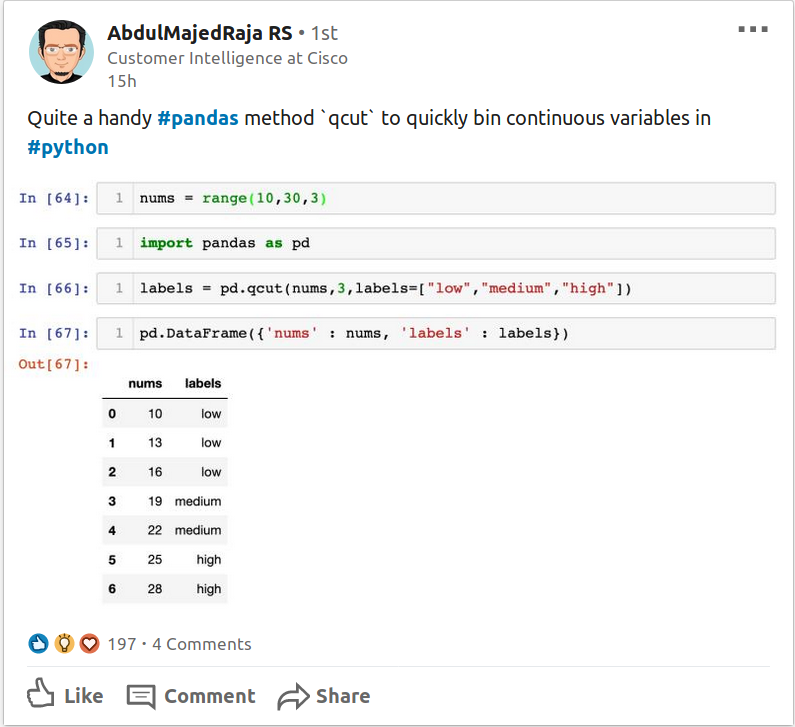 AbdulMajedRaja RS • 1st
Customer Intelligence at Cisco
15h
Quite a handy #pandas method `qcut` to quickly bin continuous variables in
#python
In [64]: 1 nums = range(10,30,3)
In [65]: 1 import pandas as pd
In [66]: 1 labels = pd.qcut(nums,3,labels=["low","medium","high"])
In [67]: 1 pd.DataFrame({'nums' : nums, 'labels' : labels})
Out[67]:
nums labels
0 10 low
1 13 low
2 16 low
3 19 medium
4 22 medium
5 25 high
6 28 high
197 · 4 Comments
Like Comment Share